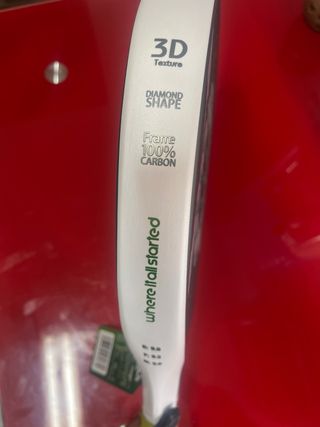 3D
Texture
DIAMOND
SHAPE
Frame
100%
CARBON
where it all started